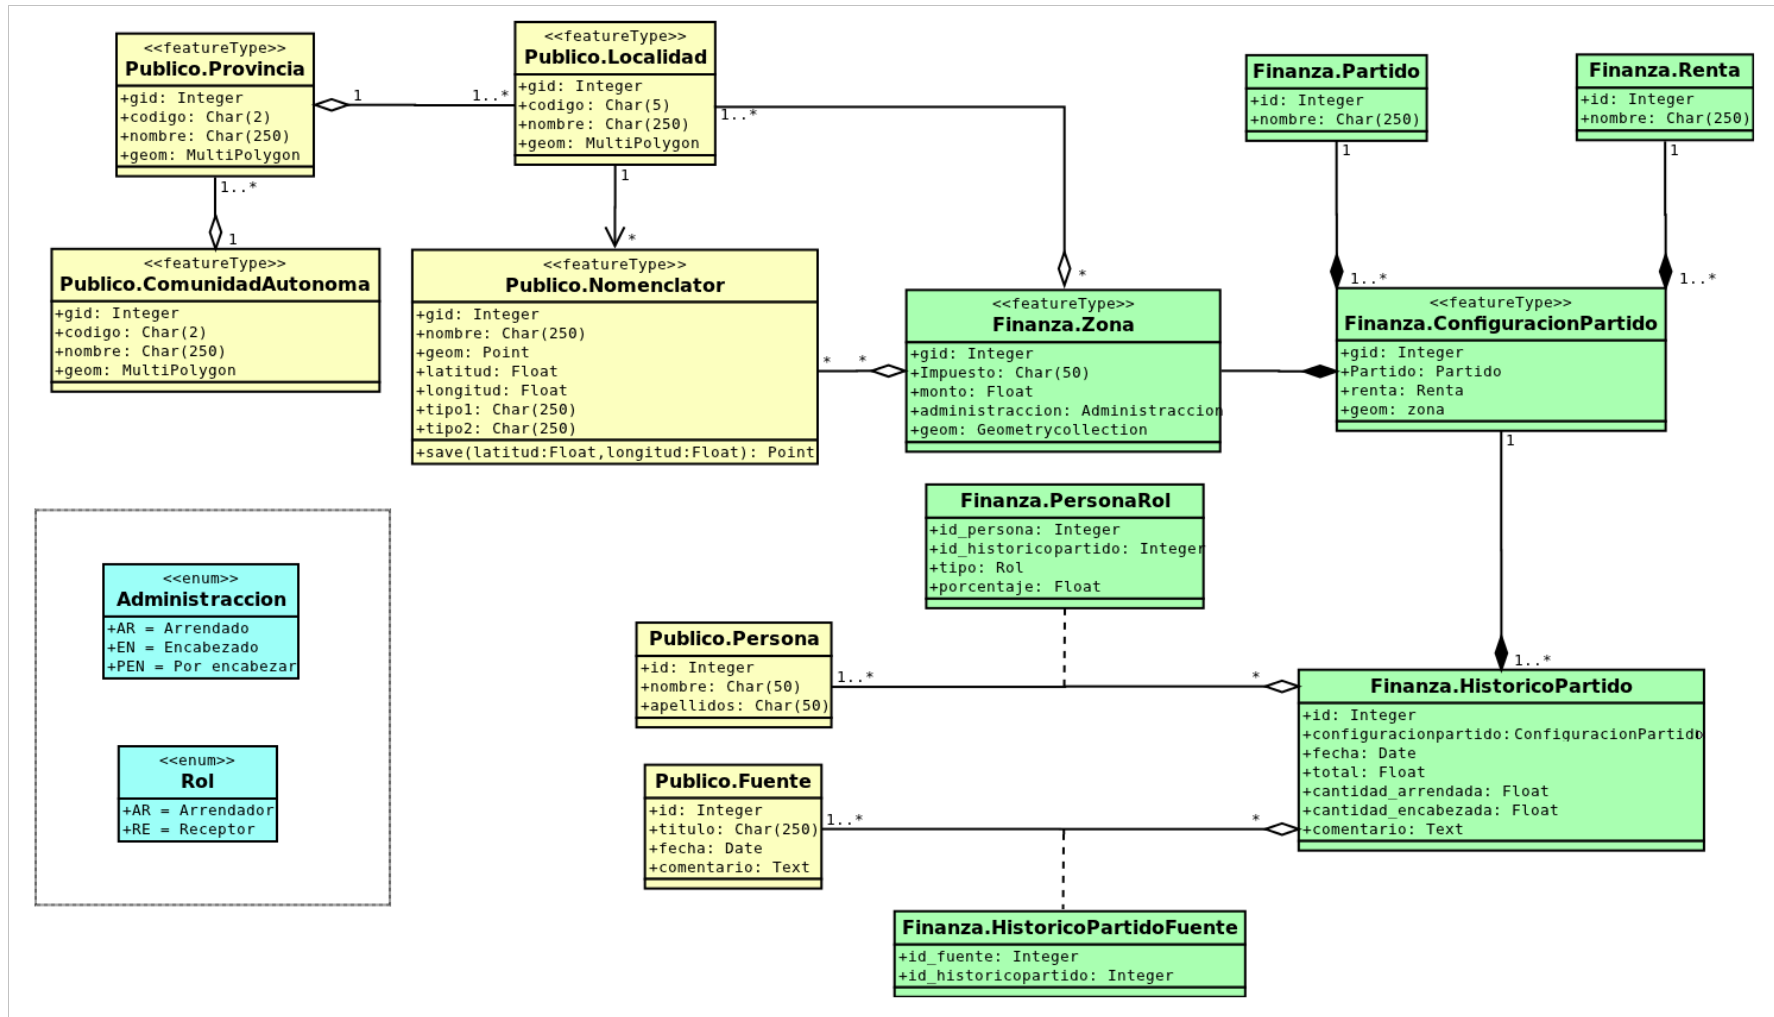 <<featureType>>
Publico.Provincia
+gid: Integer
+codigo: Char(2)
+nombre: Char(250)
+geom: MultiPolygon
1
1..*
1..*
1
<<featureType>>
Publico.Localidad
+gid: Integer
+codigo: Char(5)
+nombre: Char(250)
+geom: MultiPolygon
1..*
1
*
*
<<featureType>>
Publico.ComunidadAutonoma
+gid: Integer
+codigo: Char(2)
+nombre: Char(250)
+geom: MultiPolygon
<<featureType>>
Publico.Nomenclator
+gid: Integer
+nombre: Char(250)
+geom: Point
+latitud: Float
+longitud: Float
+tipo1: Char(250)
+tipo2: Char(250)
+save(latitud:Float,longitud:Float): Point
* *
<<featureType>>
Finanza.Zona
+gid: Integer
+Impuesto: Char(50)
+monto: Float
+administraccion: Administraccion
+geom: Geometrycollection
Finanza.Partido
+id: Integer
+nombre: Char(250)
1
1..*
Finanza.Renta
+id: Integer
+nombre: Char(250)
1
1..*
<<featureType>>
Finanza.ConfiguracionPartido
+gid: Integer
+Partido: Partido
+renta: Renta
+geom: zona
1
1..*
<<enum>>
Administraccion
+AR = Arrendado
+EN = Encabezado
+PEN = Por encabezar
<<enum>>
Rol
+AR = Arrendador
+RE = Receptor
Finanza.PersonaRol
+id_persona: Integer
+id_historicopartido: Integer
+tipo: Rol
+porcentaje: Float
Publico.Persona
+id: Integer
+nombre: Char(50)
+apellidos: Char(50)
1..*
*
Finanza.HistoricoPartido
+id: Integer
+configuracionpartido:ConfiguracionPartido
+fecha: Date
+total: Float
+cantidad_arrendada: Float
+cantidad_encabezada: Float
+comentario: Text
Publico.Fuente
+id: Integer
+titulo: Char(250)
+fecha: Date
+comentario: Text
1..*
*
Finanza.HistoricoPartidoFuente
+id_fuente: Integer
+id_historicopartido: Integer